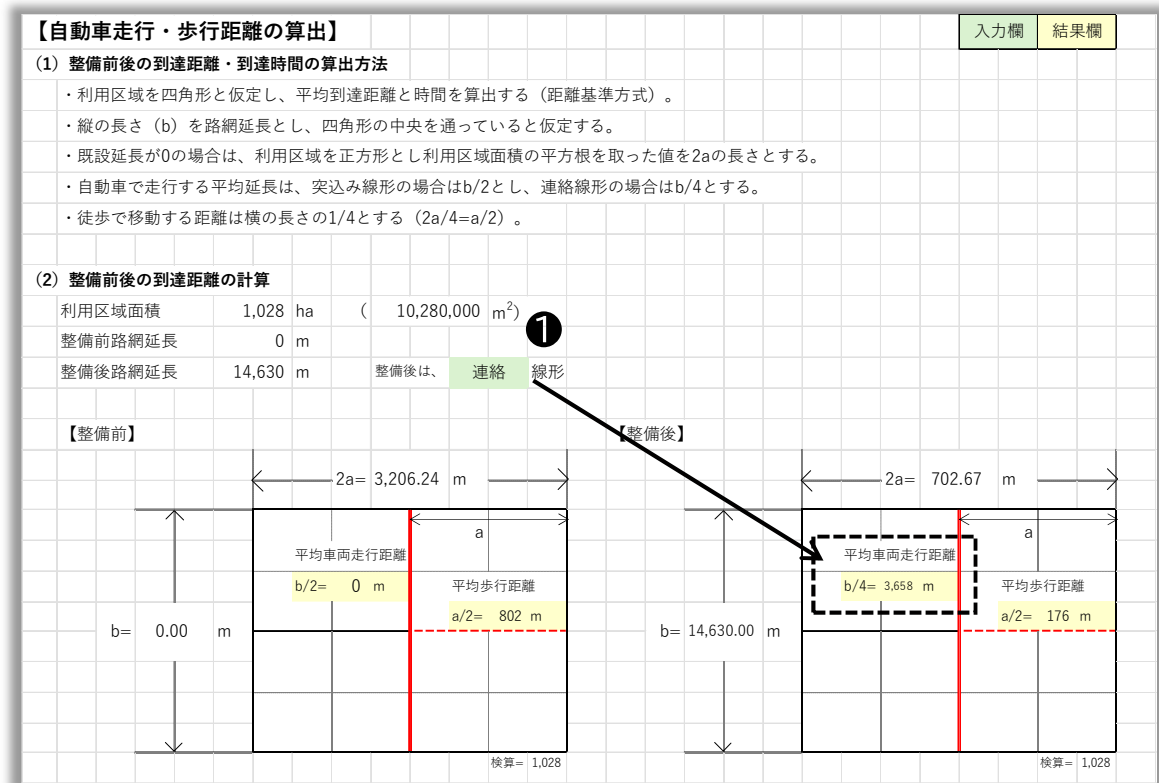 【自動車走行・歩行距離の算出】 入力欄 結果欄
（1）整備前後の到達距離・到達時間の算出方法
・利用区域を四角形と仮定し、平均到達距離と時間を算出する（距離基準方式）。
・縦の長さ（b）を路網延長とし、四角形の中央を通っていると仮定する。
・既設延長が0の場合は、利用区域を正方形とし利用区域面積の平方根を取った値を2aの長さとする。
・自動車で走行する平均延長は、突込み線形の場合はb/2とし、連絡線形の場合はb/4とする。
・徒歩で移動する距離は横の長さの1/4とする（2a/4=a/2）。
（2）整備前後の到達距離の計算
利用区域面積 1,028 ha （ 10,280,000 m²）
❶
整備前路網延長 0 m
整備後路網延長 14,630 m 整備後は、 連絡 線形
【整備前】 【整備後】
2a= 3,206.24 m 2a= 702.67 m
a a
平均車両走行距離 平均車両走行距離
b/2= 0 m 平均歩行距離 b/4= 3,658 m 平均歩行距離
a/2= 802 m a/2= 176 m
b= 0.00 m b= 14,630.00 m
検算= 1,028 検算= 1,028